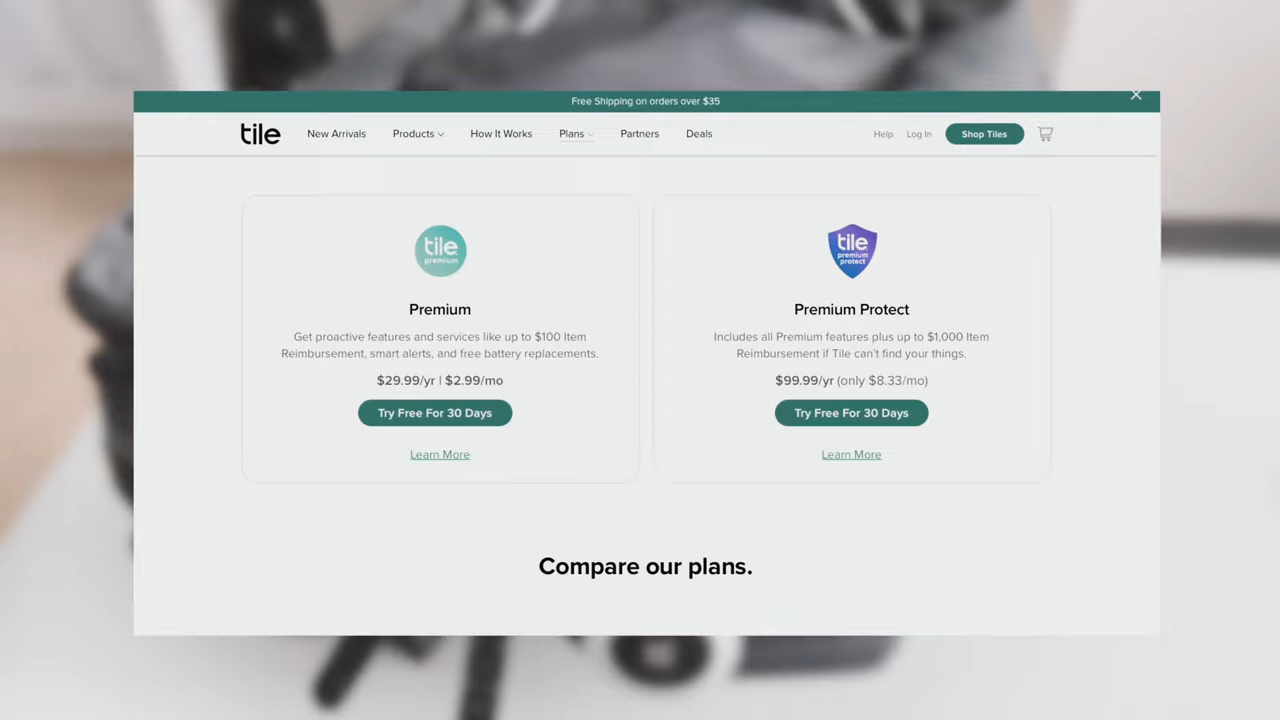 Free Shipping on orders over $35
tile New Arrivals Products How It Works Plans Partners Deals Help Log In Shop Tiles
tile
premium
Premium
Get proactive features and services like up to $100 Item
Reimbursement, smart alerts, and free battery replacements.
$29.99/yr | $2.99/mo
Try Free For 30 Days
Learn More
tile
premium
protect
Premium Protect
Includes all Premium features plus up to $1,000 Item
Reimbursement if Tile can't find your things.
$99.99/yr (only $8.33/mo)
Try Free For 30 Days
Learn More
Compare our plans.